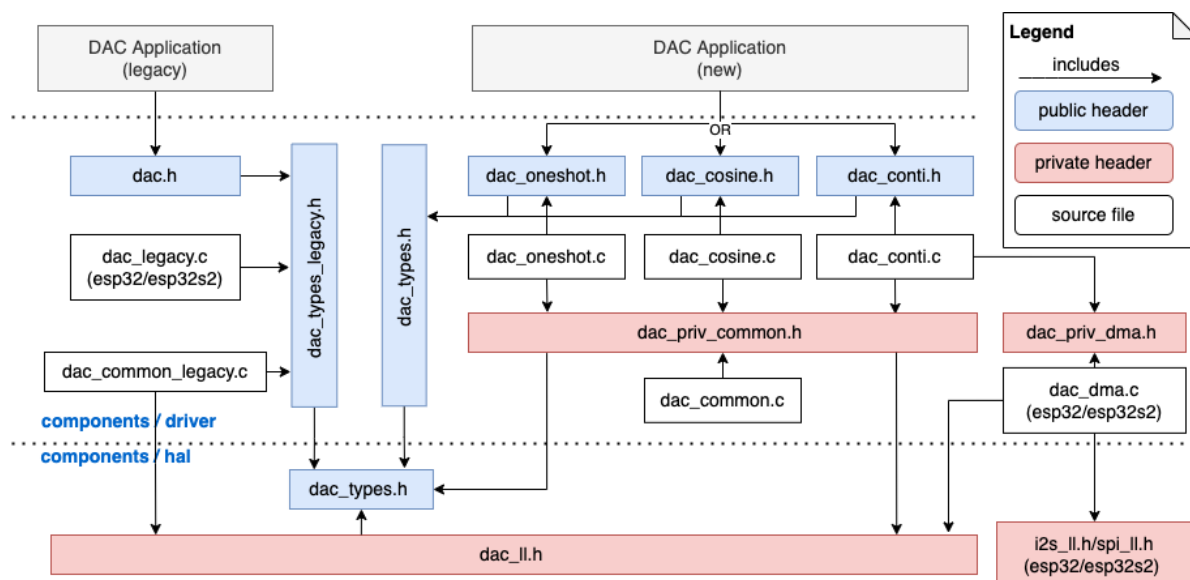 DAC Application
(legacy)
DAC Application
(new)
Legend
includes
public header
private header
source file
OR
dac.h
dac_types_legacy.h
dac_types.h
dac_oneshot.h
dac_cosine.h
dac_conti.h
dac_legacy.c
(esp32/esp32s2)
dac_oneshot.c
dac_cosine.c
dac_conti.c
dac_priv_common.h
dac_priv_dma.h
dac_common_legacy.c
dac_common.c
dac_dma.c
(esp32/esp32s2)
components / driver
components / hal
dac_types.h
dac_ll.h
i2s_ll.h/spi_ll.h
(esp32/esp32s2)